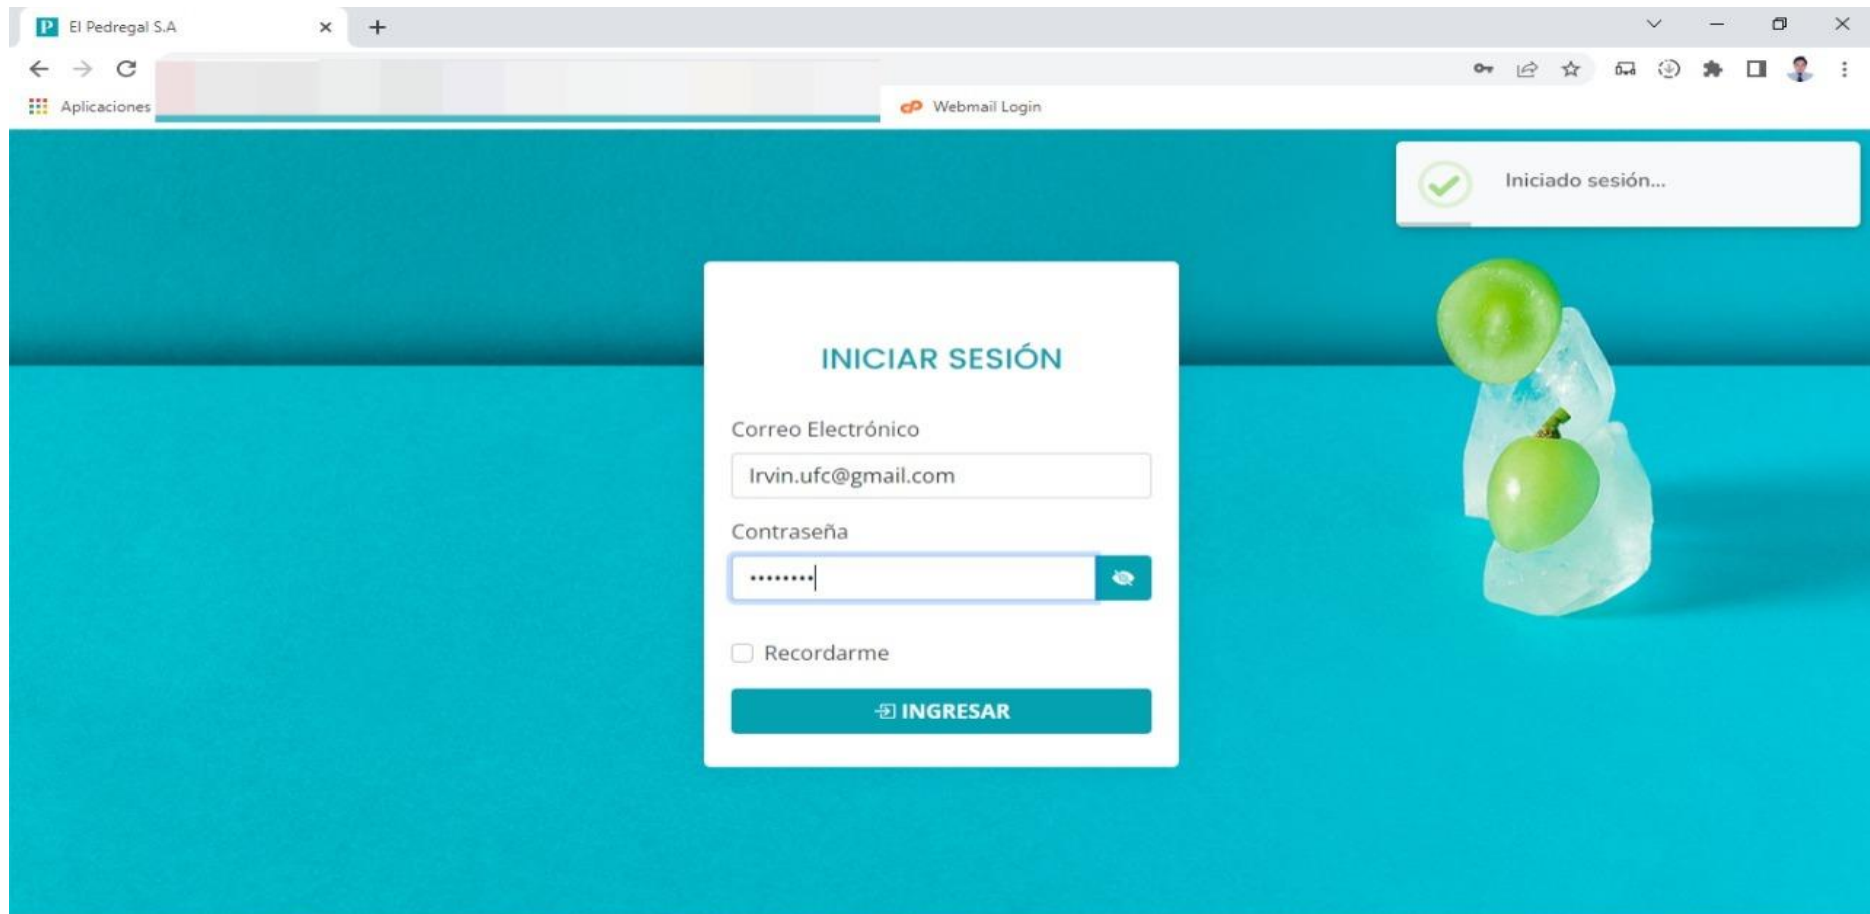 El Pedregal S.A
Aplicaciones
Webmail Login
Iniciado sesión...
INICIAR SESIÓN
Correo Electrónico
Irvin.ufc@gmail.com
Contraseña
••••••••
Recordarme
INGRESAR